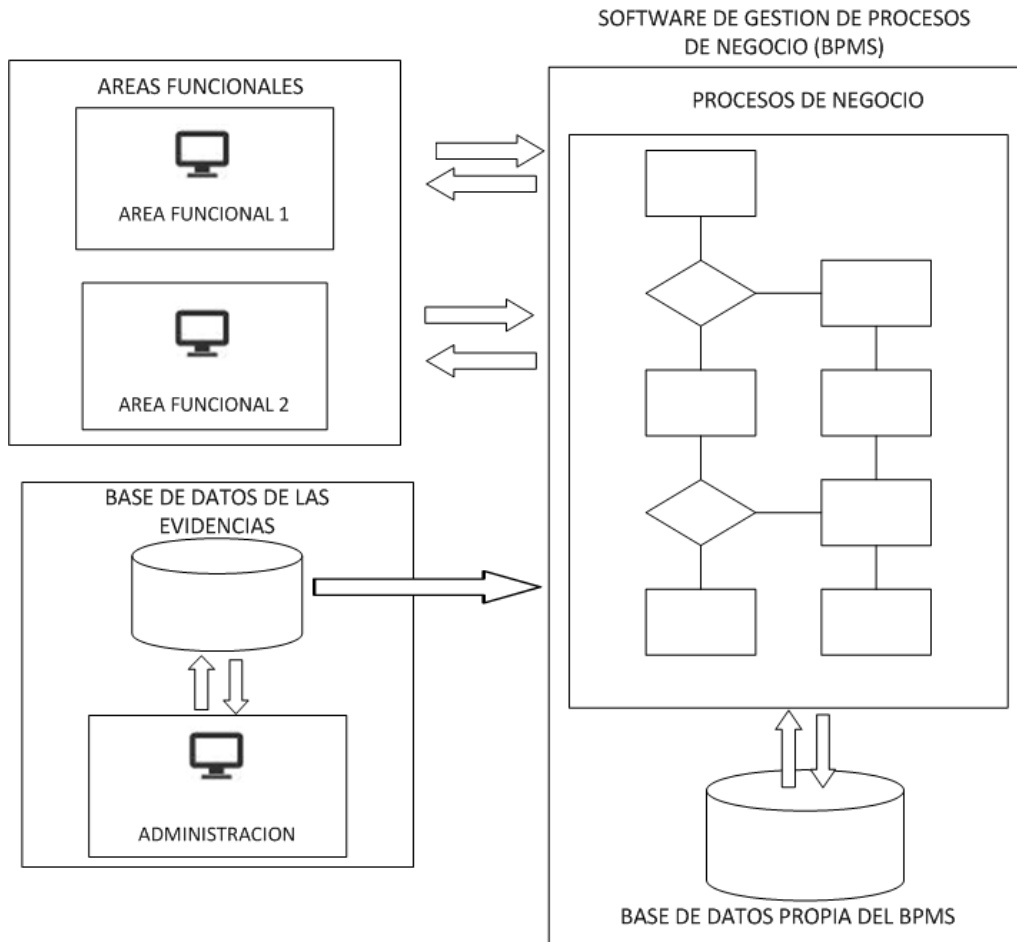 SOFTWARE DE GESTION DE PROCESOS
DE NEGOCIO (BPMS)
AREAS FUNCIONALES
AREA FUNCIONAL 1
AREA FUNCIONAL 2
BASE DE DATOS DE LAS
EVIDENCIAS
ADMINISTRACION
PROCESOS DE NEGOCIO
BASE DE DATOS PROPIA DEL BPMS